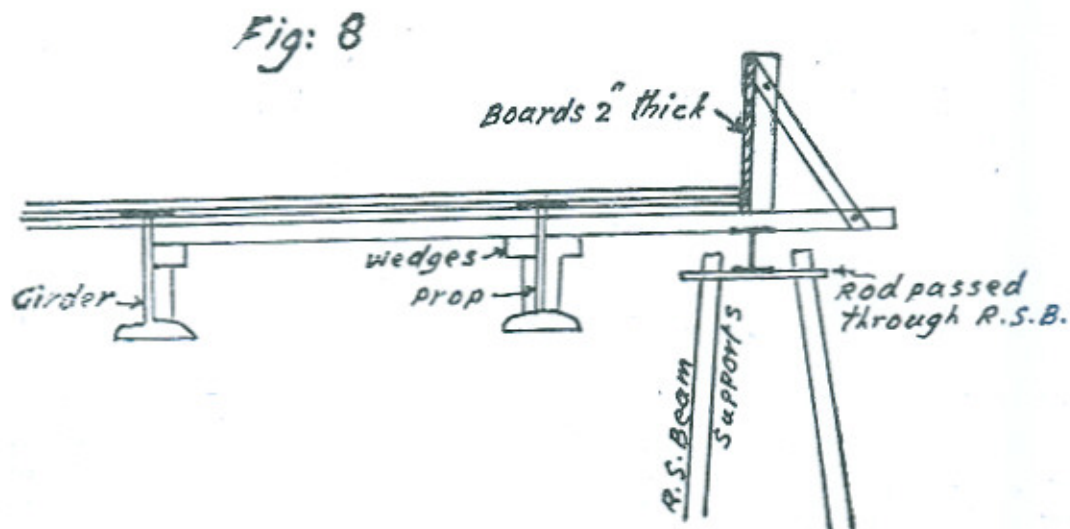 Fig: 8
Boards 2" thick
Wedges
Girder
Prop
Rod passed
through R.S.B.
R.S. Beam
Supports